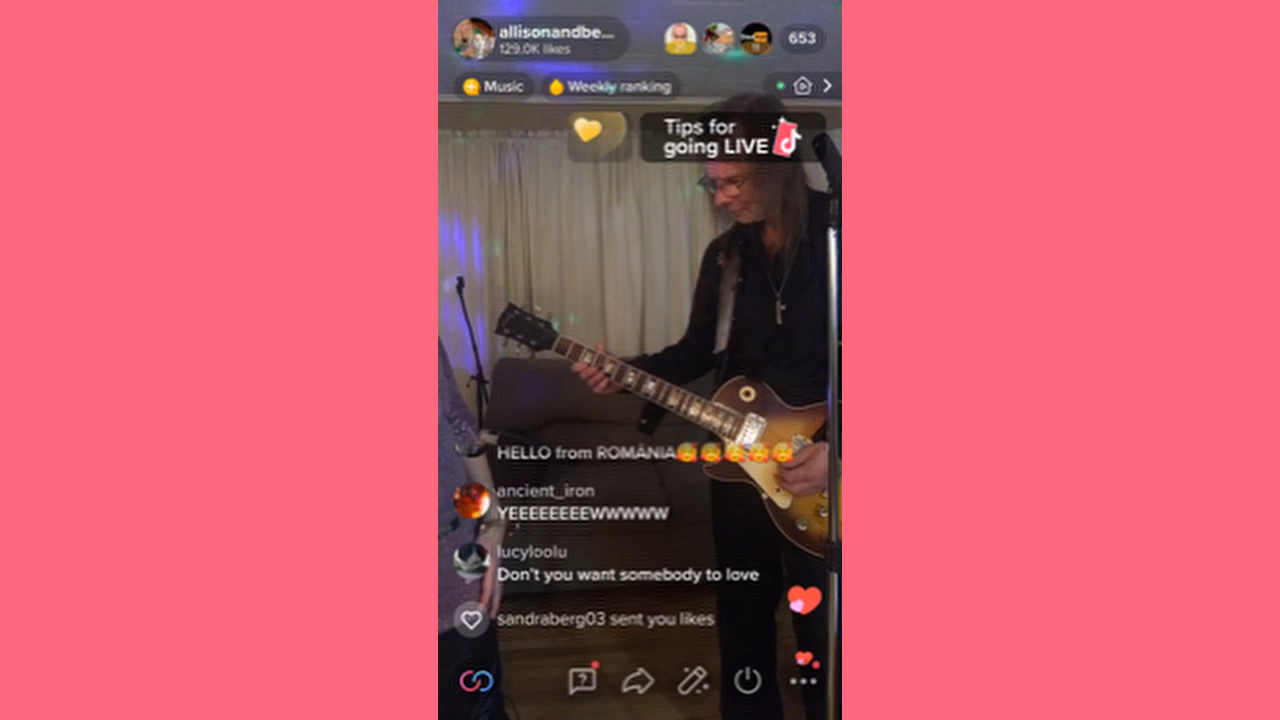 allisonandbe...
129.0K likes
653
Music
Weekly ranking
Tips for
going LIVE
HELLO from ROMÂNIA🥰🥰🥰🥰🥰
ancient_iron
YEEEEEEEEWWWWW
lucyloolu
Don't you want somebody to love
sandraberg03 sent you likes